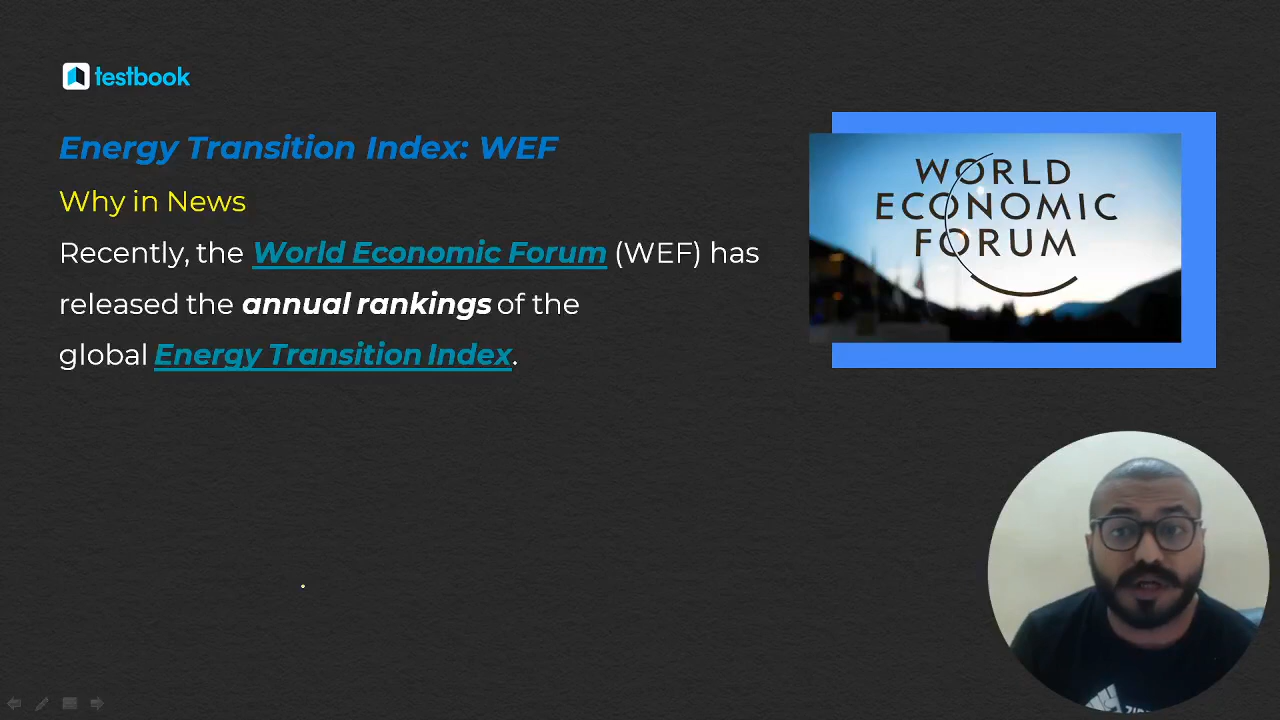 testbook
Energy Transition Index: WEF
Why in News
Recently, the World Economic Forum (WEF) has
released the annual rankings of the
global Energy Transition Index.
WORLD
ECONOMIC
FORUM